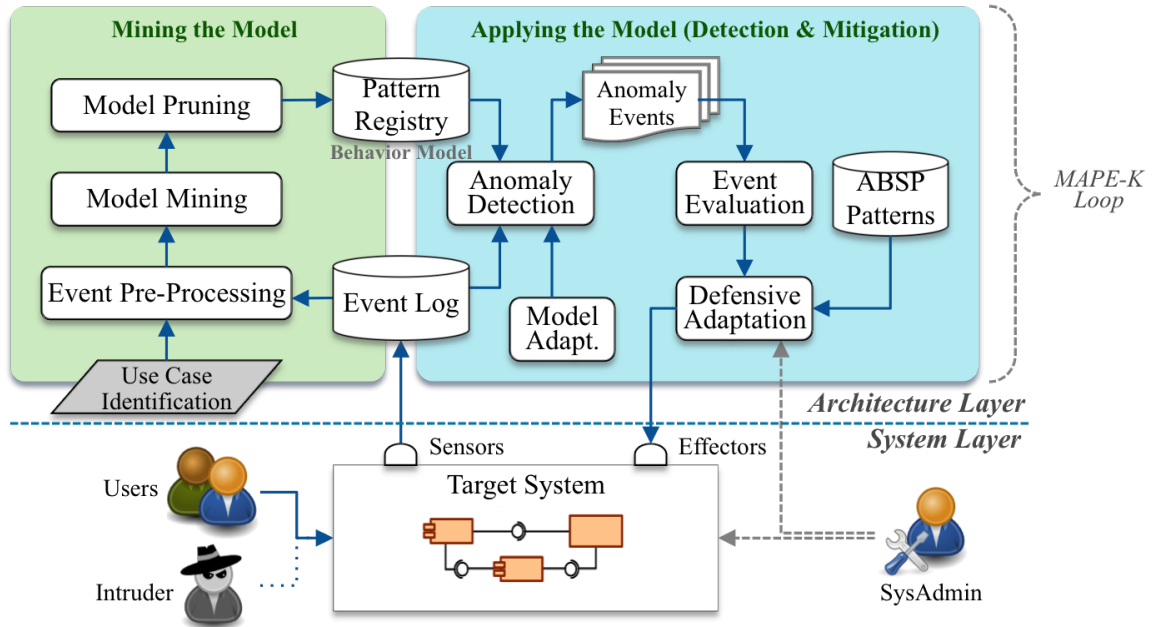 Mining the Model
Applying the Model (Detection & Mitigation)
Model Pruning
Pattern
Registry
Behavior Model
Anomaly
Events
Model Mining
Anomaly
Detection
Event
Evaluation
ABSP
Patterns
MAPE-K
Loop
Event Pre-Processing
Event Log
Model
Adapt.
Defensive
Adaptation
Use Case
Identification
Architecture Layer
System Layer
Sensors
Effectors
Users
Target System
Intruder
SysAdmin